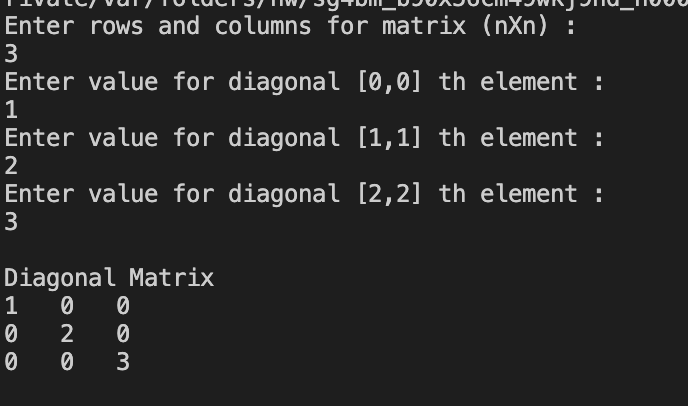 Enter rows and columns for matrix (nXn) :
3
Enter value for diagonal [0,0] th element :
1
Enter value for diagonal [1,1] th element :
2
Enter value for diagonal [2,2] th element :
3
Diagonal Matrix
1 0 0
0 2 0
0 0 3